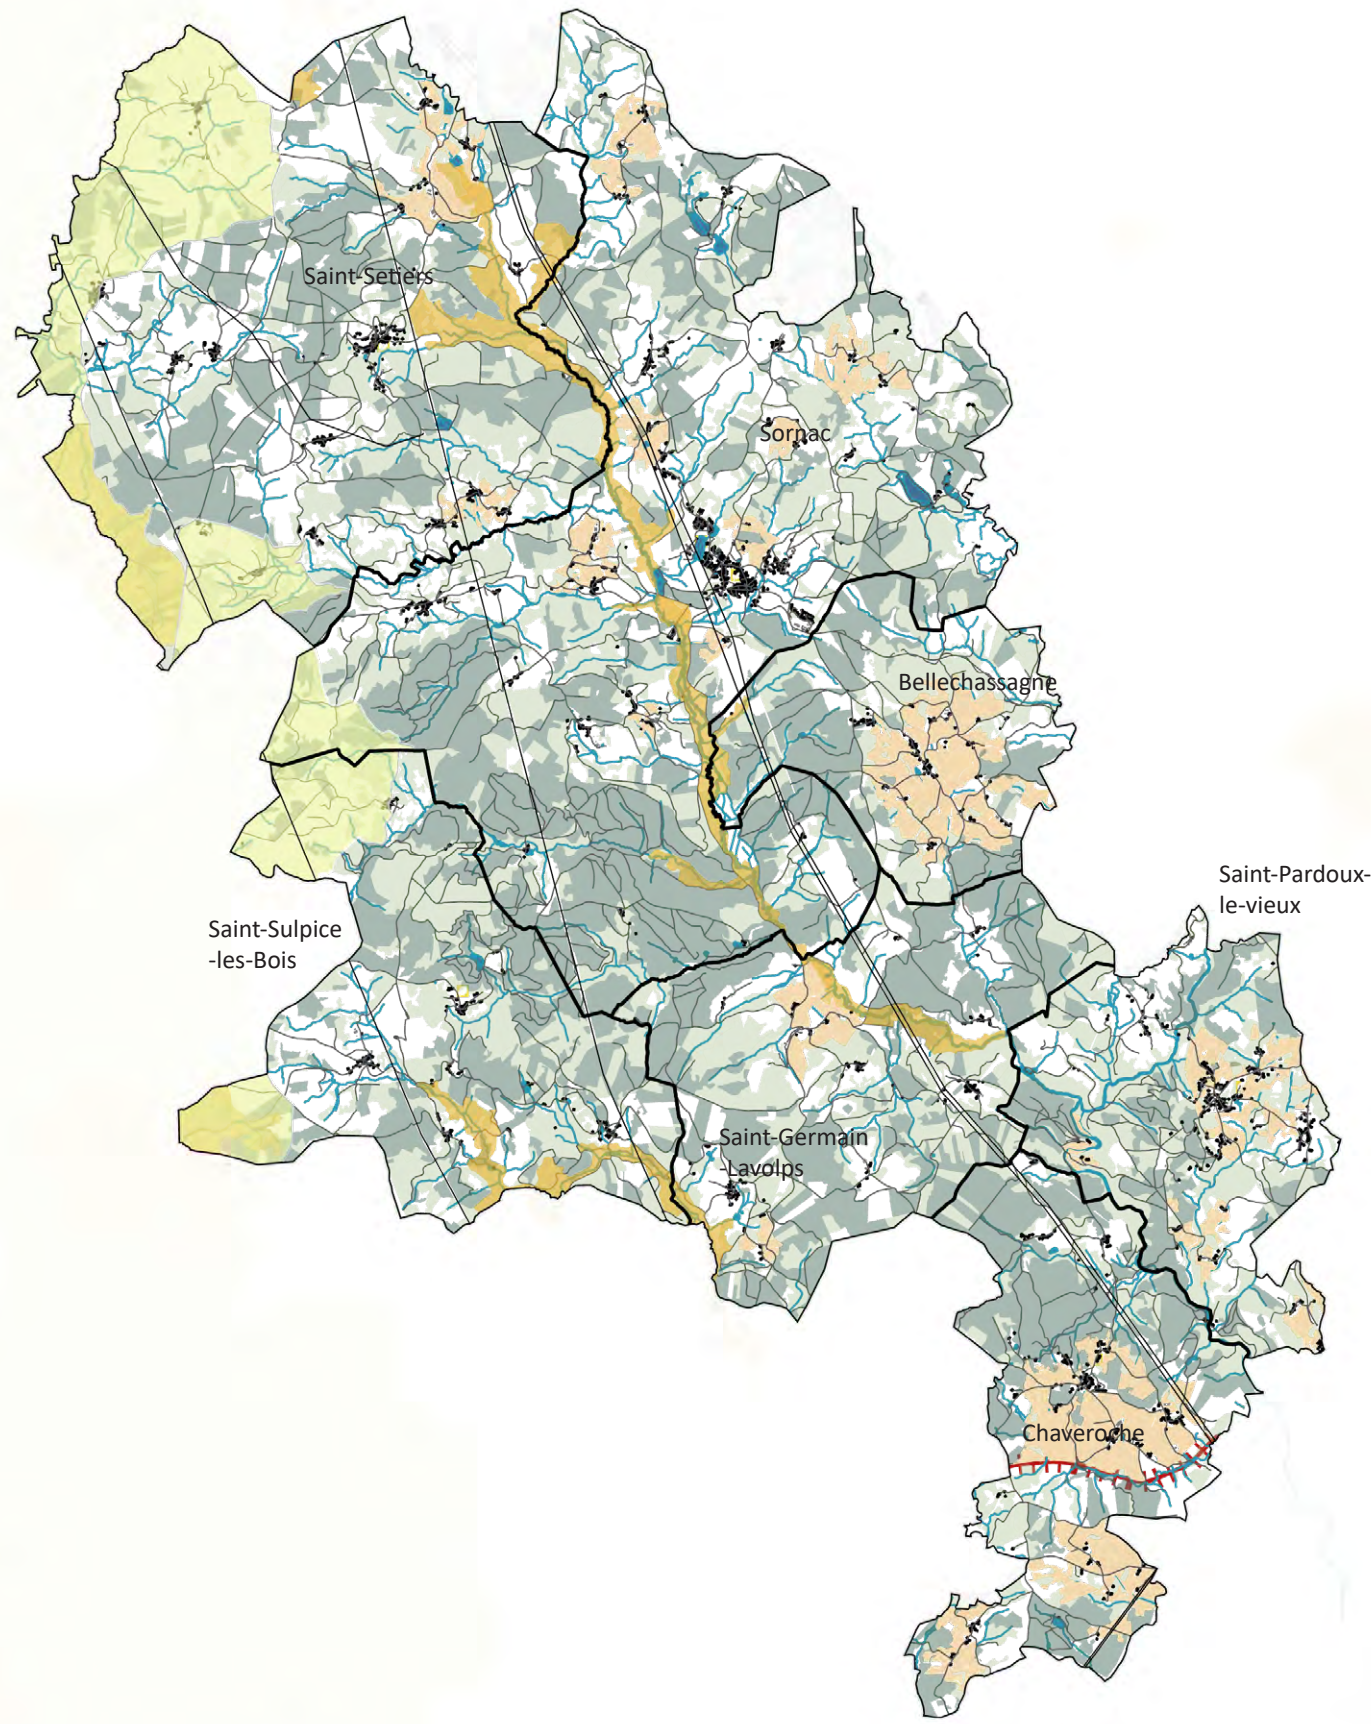 Saint-Setiers
Sornac
Bellechassagne
Saint-Pardoux-
le-vieux
Saint-Sulpice
-les-Bois
Saint-Germain
-Lavolps
Chaveroche